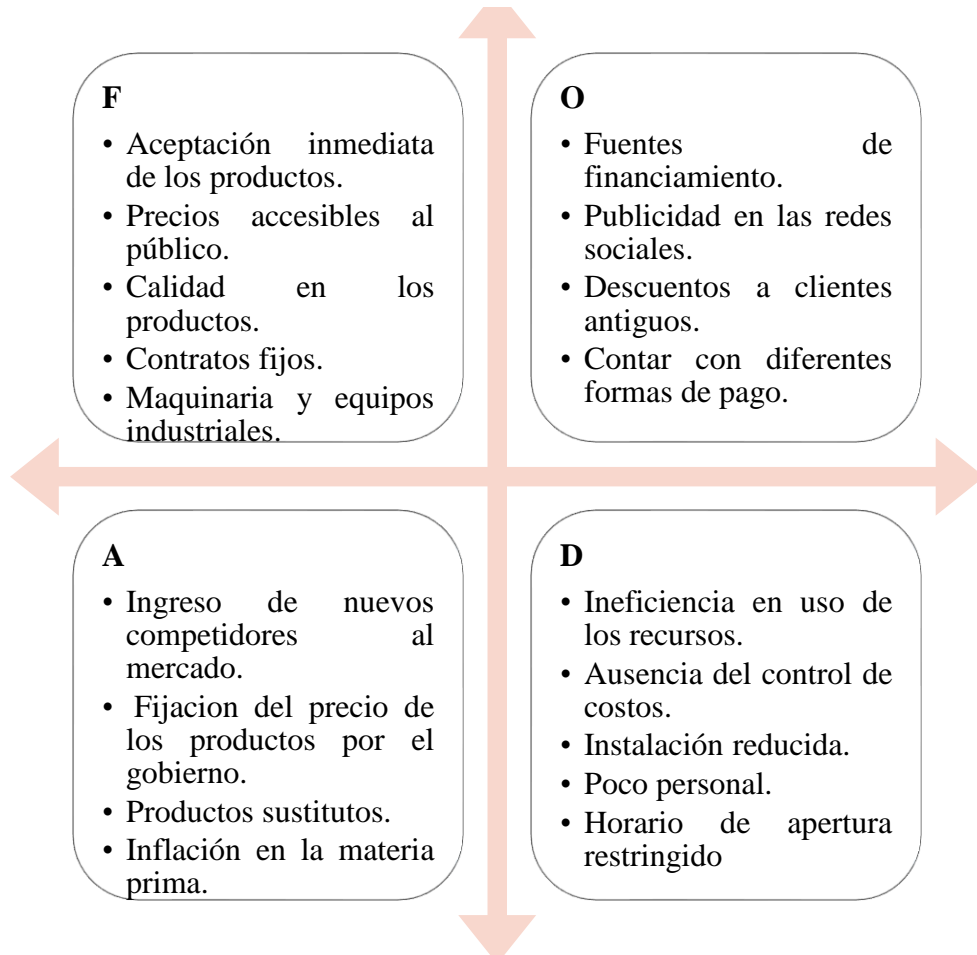 F
• Aceptación inmediata
de los productos.
• Precios accesibles al
público.
• Calidad en los
productos.
• Contratos fijos.
• Maquinaria y equipos
industriales.
O
• Fuentes de
financiamiento.
• Publicidad en las redes
sociales.
• Descuentos a clientes
antiguos.
• Contar con diferentes
formas de pago.
A
• Ingreso de nuevos
competidores al
mercado.
• Fijacion del precio de
los productos por el
gobierno.
• Productos sustitutos.
• Inflación en la materia
prima.
D
• Ineficiencia en uso de
los recursos.
• Ausencia del control de
costos.
• Instalación reducida.
• Poco personal.
• Horario de apertura
restringido